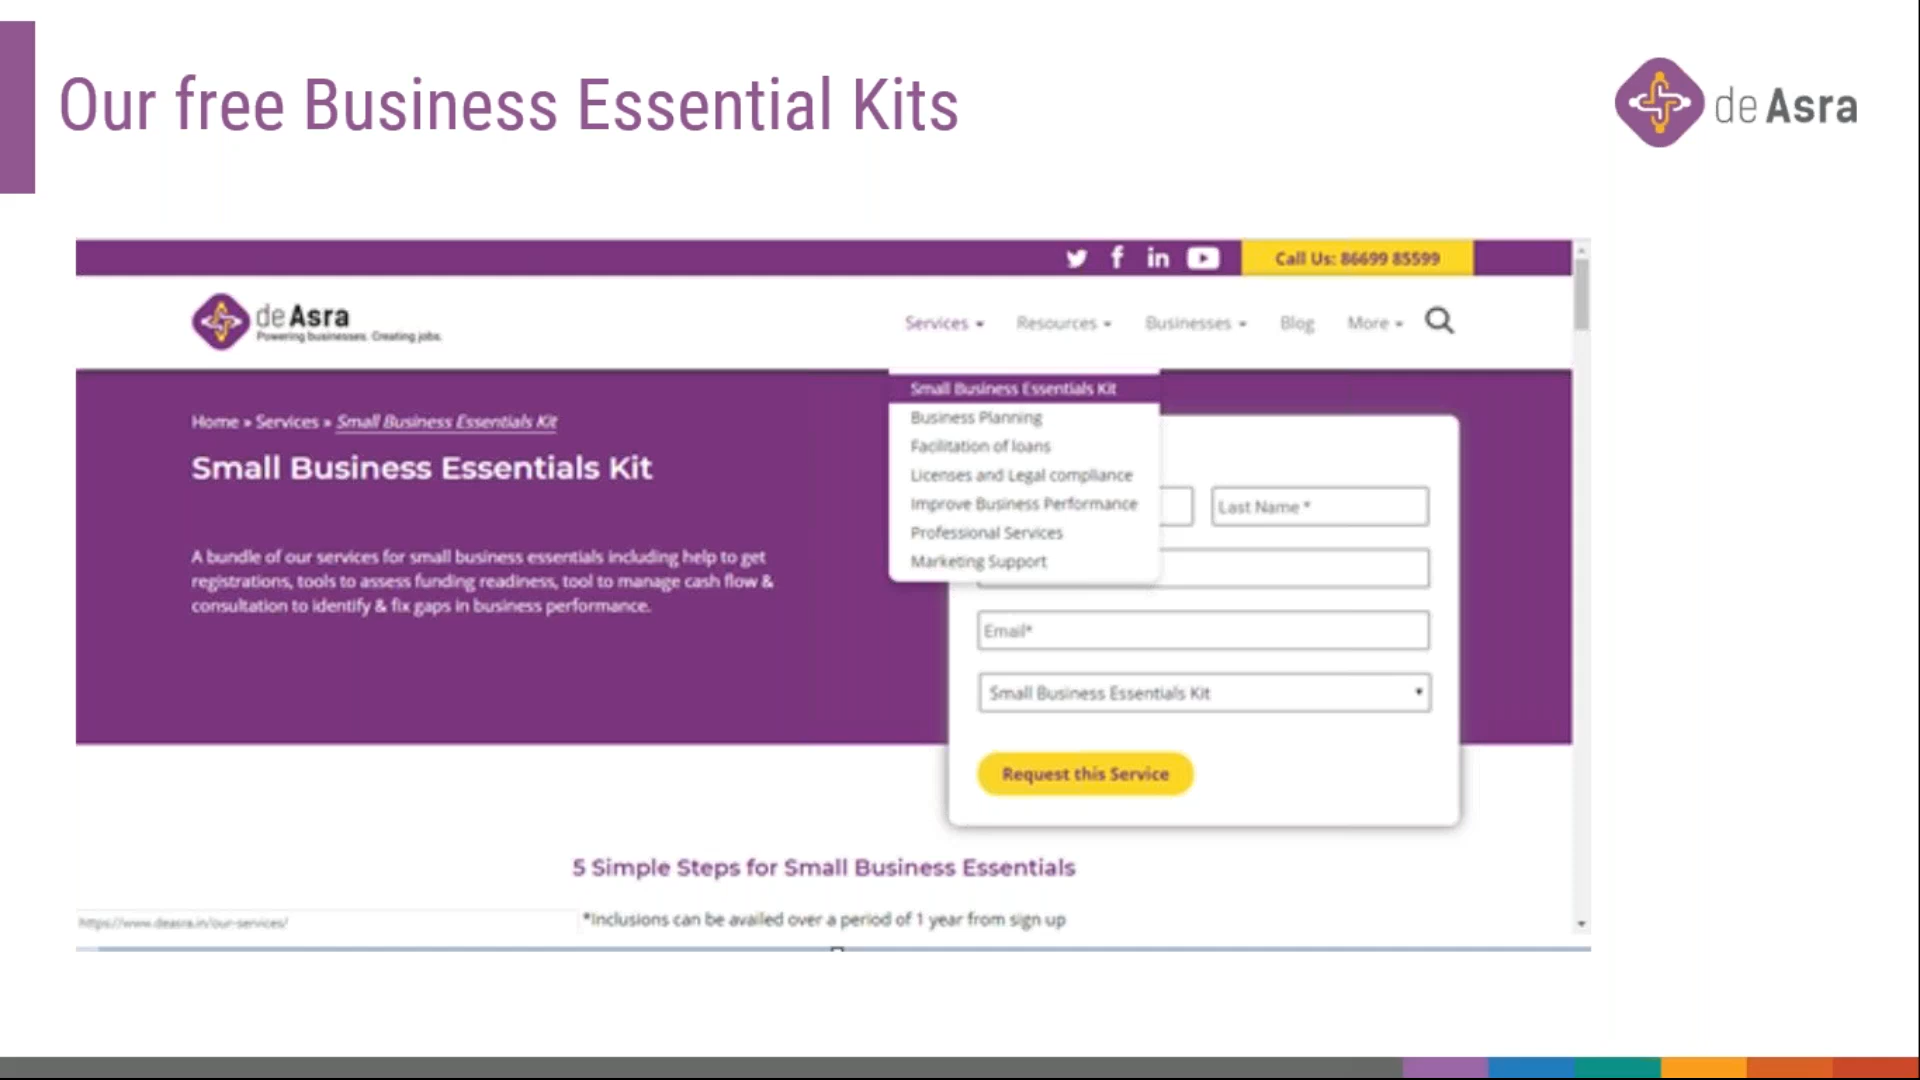 Our free Business Essential Kits
de Asra
Call Us: 86699 85599
de Asra
Powering businesses. Creating jobs.
Services
Resources
Businesses
Blog
More
Small Business Essentials Kit
Business Planning
Facilitation of loans
Licenses and Legal compliance
Improve Business Performance
Professional Services
Marketing Support
Home » Services » Small Business Essentials Kit
Small Business Essentials Kit
A bundle of our services for small business essentials including help to get
registrations, tools to assess funding readiness, tool to manage cash flow &
consultation to identify & fix gaps in business performance.
Last Name *
Email*
Small Business Essentials Kit
Request this Service
5 Simple Steps for Small Business Essentials
*Inclusions can be availed over a period of 1 year from sign up
https://www.deasra.in/our-services/